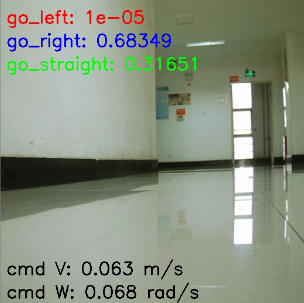 go_left: 1e-05
go_right: 0.68349
go_straight: 0.31651
cmd V: 0.063 m/s
cmd W: 0.068 rad/s